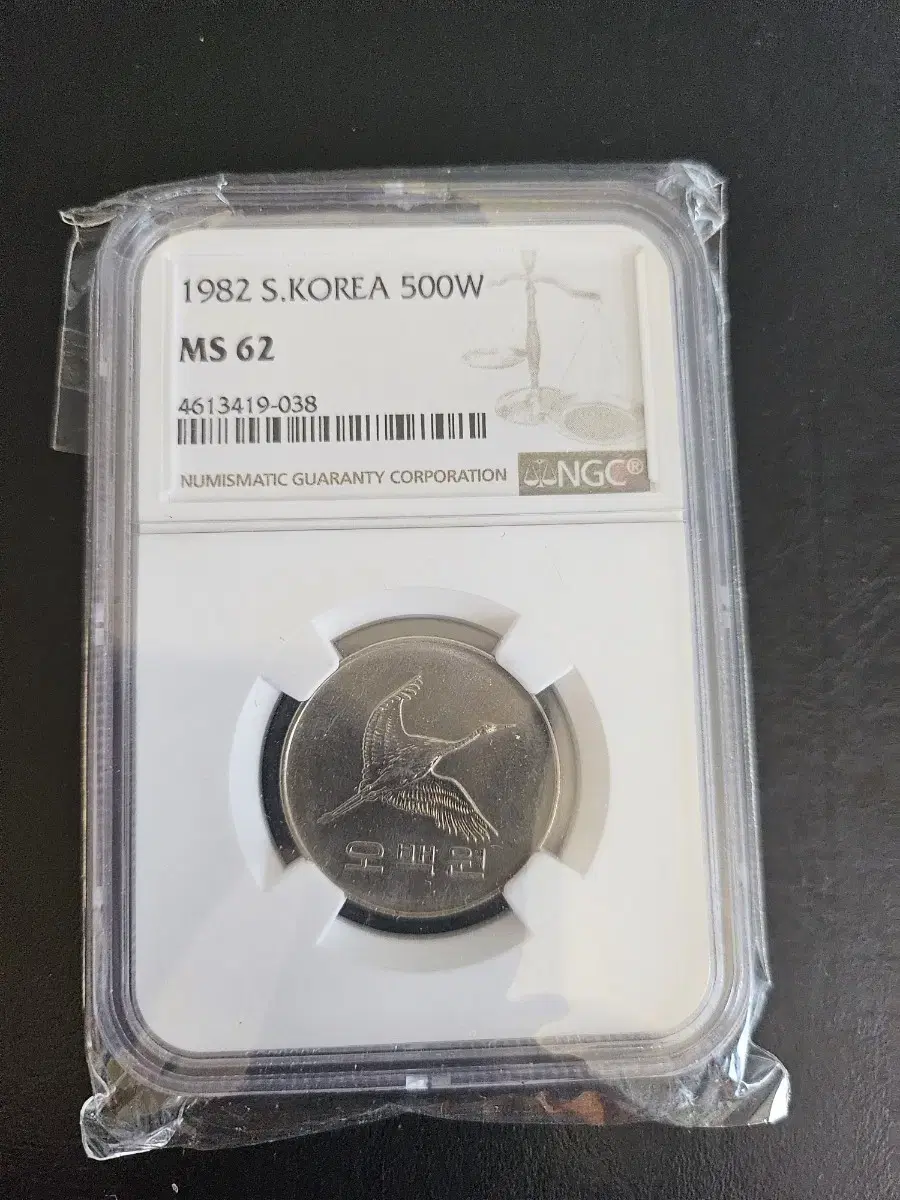 1982 S.KOREA 500W
MS 62
4613419-038
NUMISMATIC GUARANTY CORPORATION NGC®
오백원